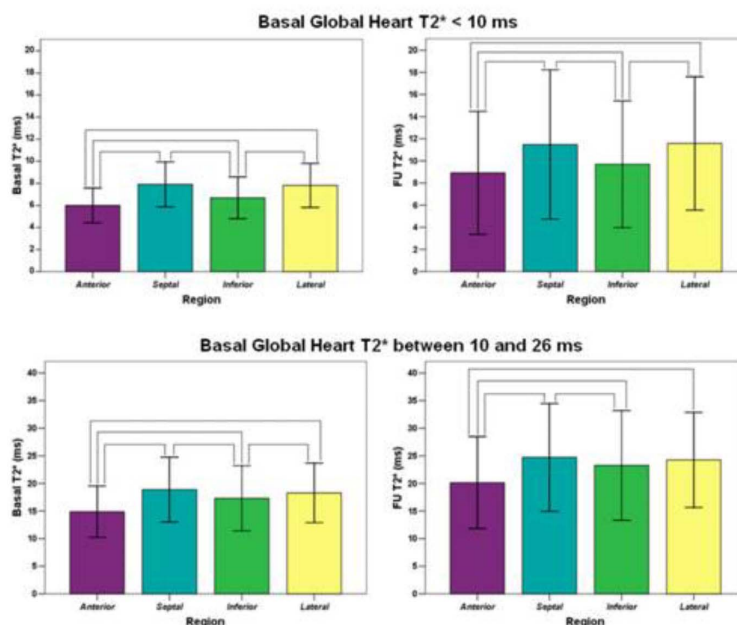 Basal Global Heart T2* < 10 ms
20
18
16
14
12
10
8
6
4
2
0
Basal T2* (ms)
Anterior Septal Inferior Lateral
Region
20
18
16
14
12
10
8
6
4
2
0
FU T2* (ms)
Anterior Septal Inferior Lateral
Region
Basal Global Heart T2* between 10 and 26 ms
40
35
30
25
20
15
10
5
0
Basal T2* (ms)
Anterior Septal Inferior Lateral
Region
40
35
30
25
20
15
10
5
0
FU T2* (ms)
Anterior Septal Inferior Lateral
Region